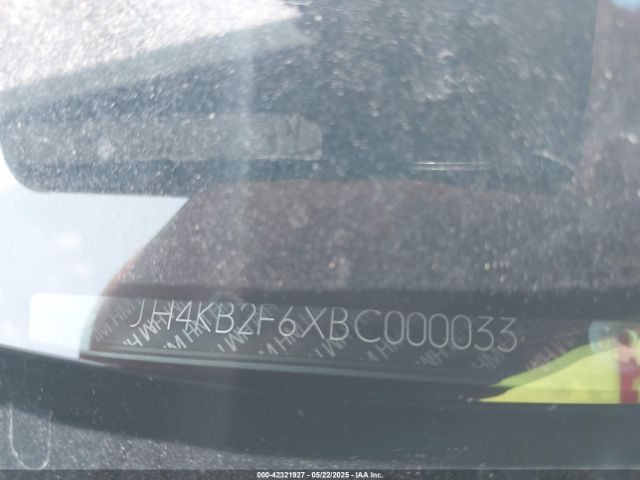 JH4KB2F6XBC000033
000-42321927 - 05/22/2025 - IAA Inc.